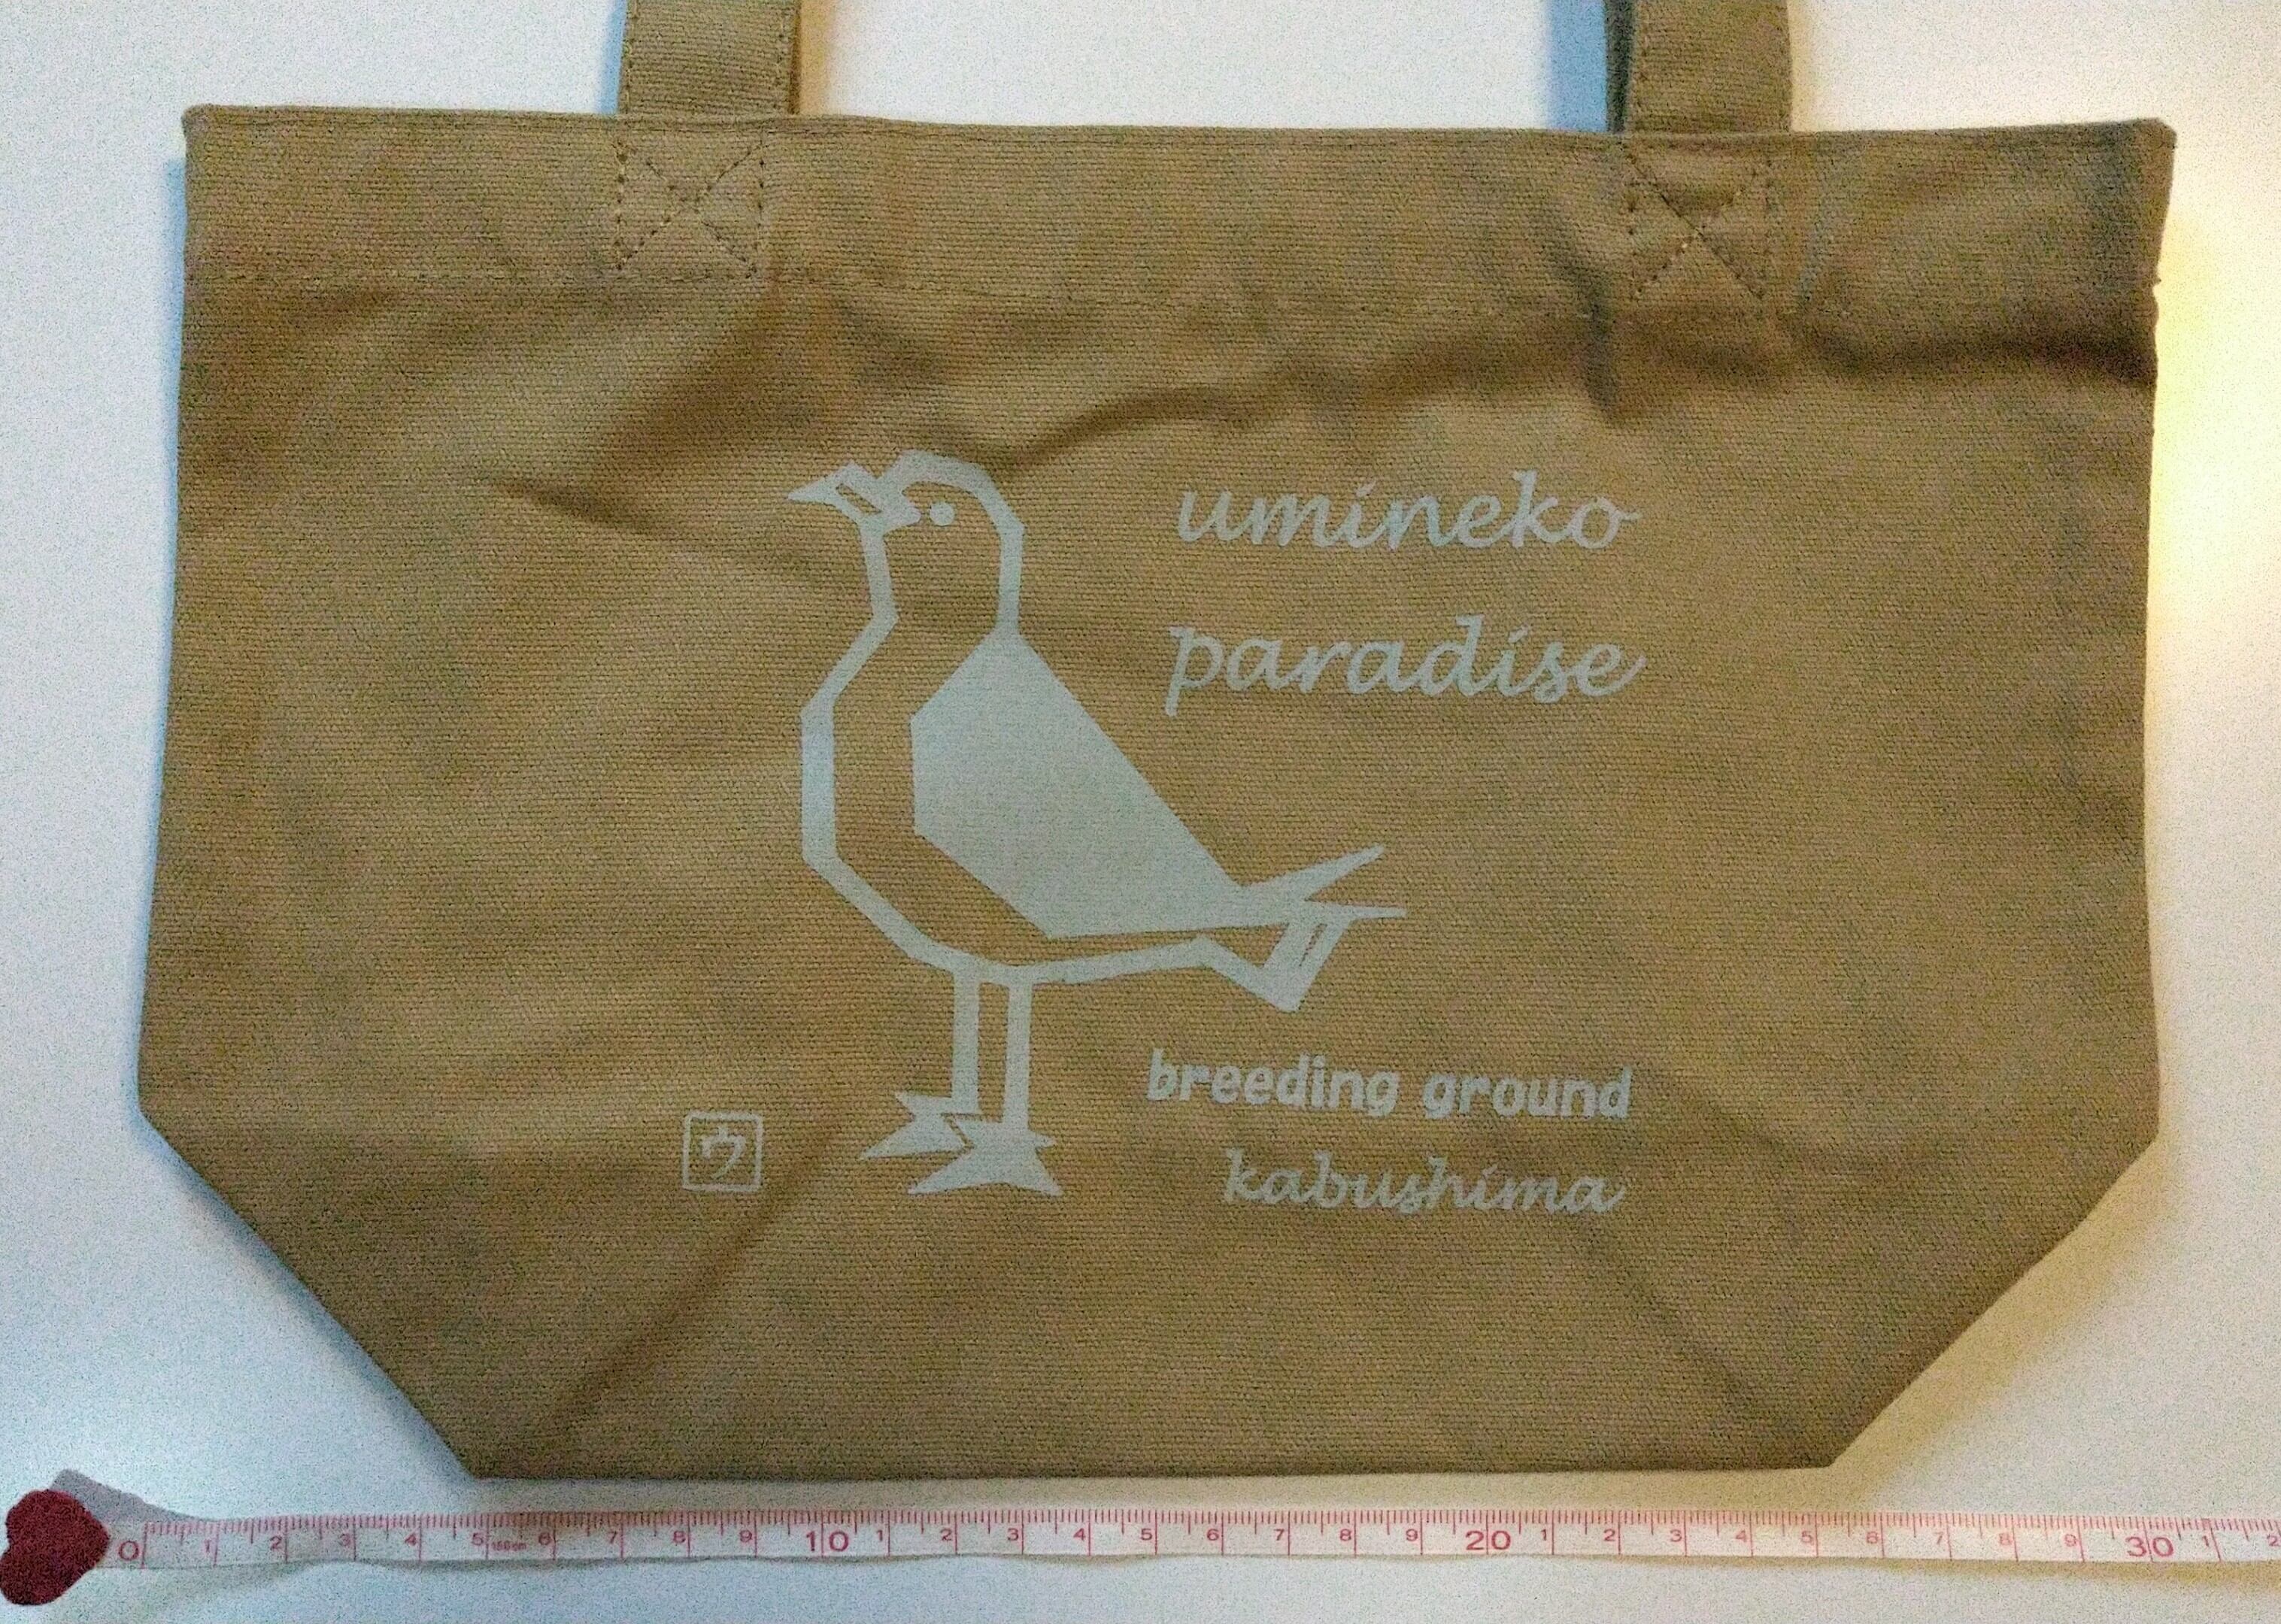 umineko
paradise
breeding ground
kabushima
ウ
0 1 2 3 4 5 150cm 6 7 8 9 10 1 2 3 4 5 6 7 8 9 20 1 2 3 4 5 6 7 8 9 30 1 2